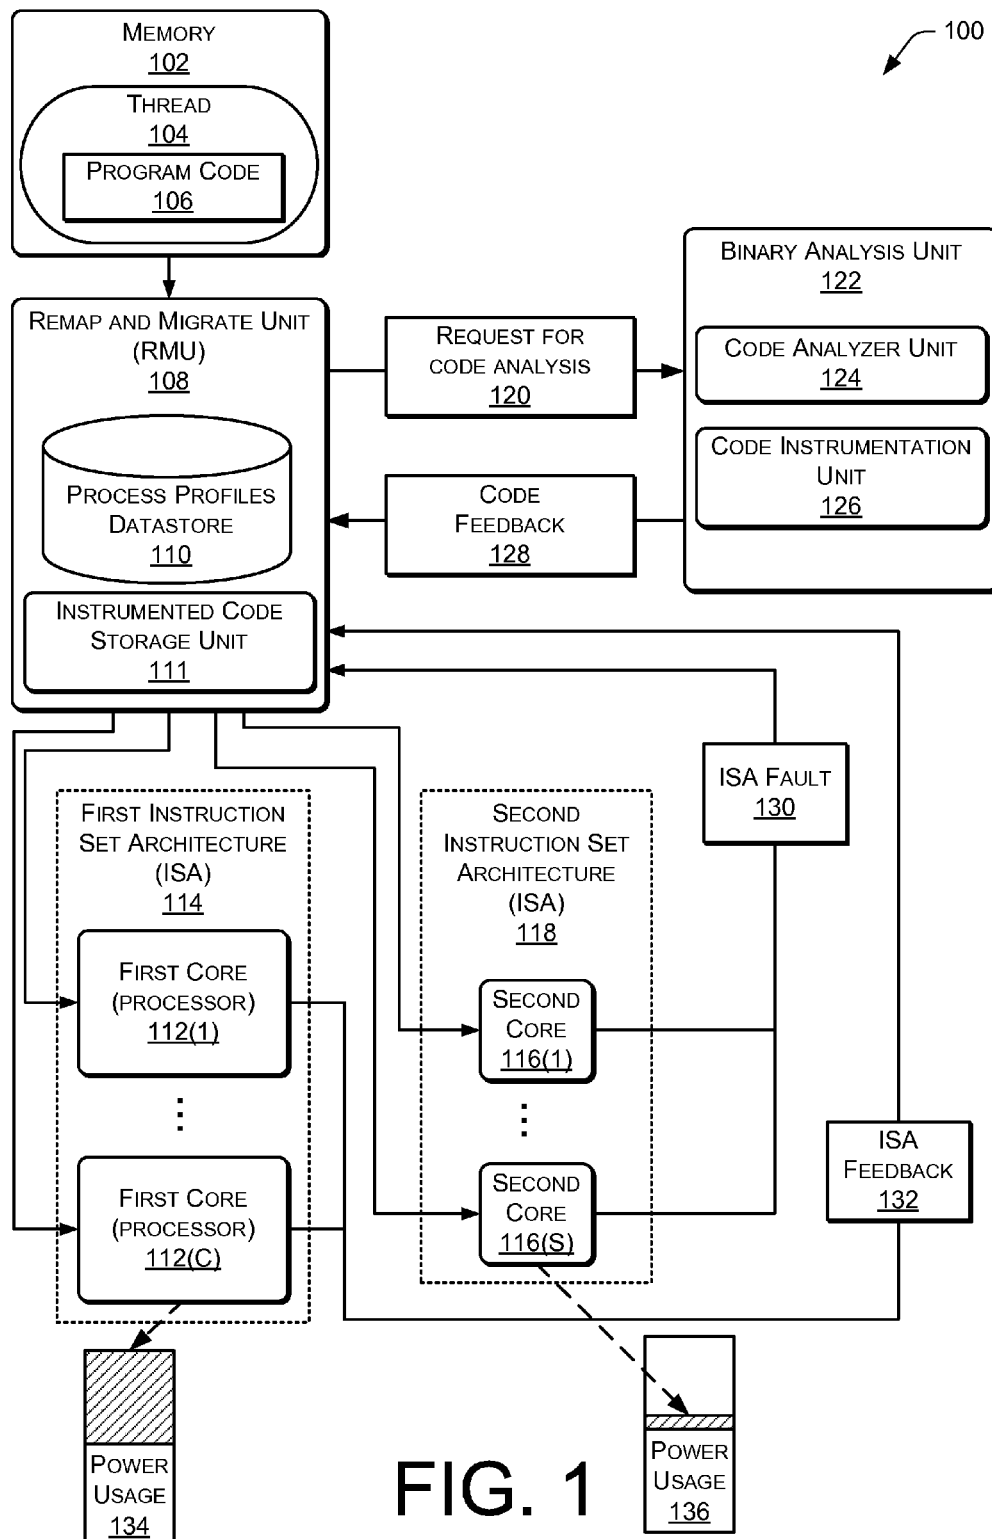 100
MEMORY
102
THREAD
104
PROGRAM CODE
106
REMAP AND MIGRATE UNIT
(RMU)
108
PROCESS PROFILES
DATASTORE
110
INSTRUMENTED CODE
STORAGE UNIT
111
REQUEST FOR
CODE ANALYSIS
120
CODE
FEEDBACK
128
BINARY ANALYSIS UNIT
122
CODE ANALYZER UNIT
124
CODE INSTRUMENTATION
UNIT
126
FIRST INSTRUCTION
SET ARCHITECTURE
(ISA)
114
FIRST CORE
(PROCESSOR)
112(1)
⋮
FIRST CORE
(PROCESSOR)
112(C)
SECOND
INSTRUCTION SET
ARCHITECTURE
(ISA)
118
SECOND
CORE
116(1)
⋮
SECOND
CORE
116(S)
ISA FAULT
130
ISA
FEEDBACK
132
POWER
USAGE
134
POWER
USAGE
136
FIG. 1